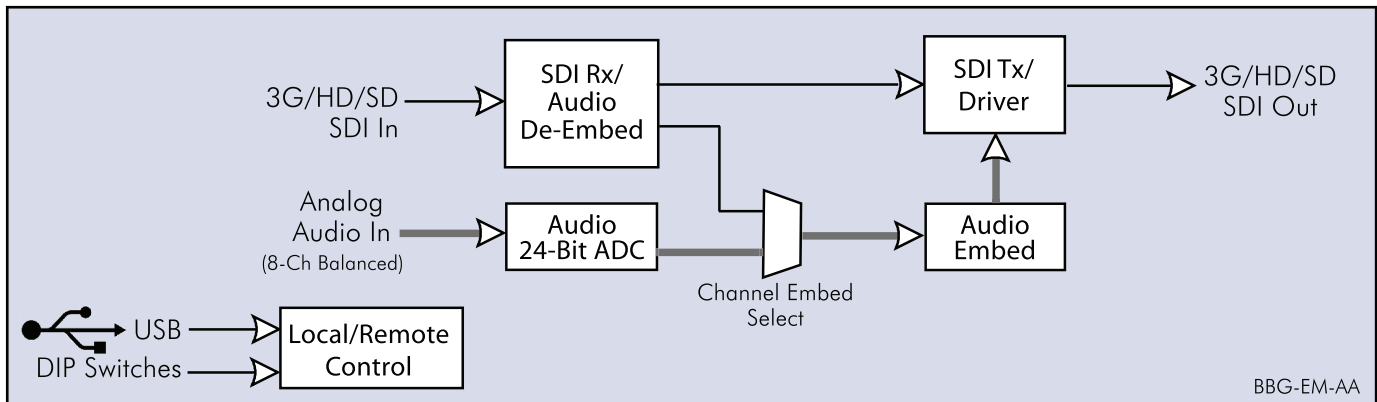 3G/HD/SD
SDI In
SDI Rx/
Audio
De-Embed
SDI Tx/
Driver
3G/HD/SD
SDI Out
Analog
Audio In
(8-Ch Balanced)
Audio
24-Bit ADC
Channel Embed
Select
Audio
Embed
USB
DIP Switches
Local/Remote
Control
BBG-EM-AA